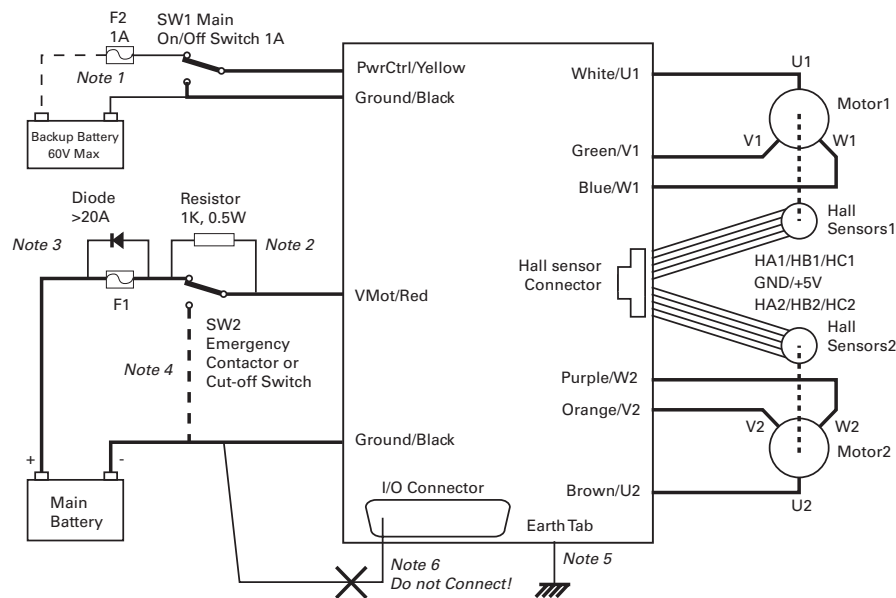 F2
1A
SW1 Main
On/Off Switch 1A
Note 1
Backup Battery
60V Max
PwrCtrl/Yellow
Ground/Black
Diode
>20A
Resistor
1K, 0.5W
Note 3
Note 2
F1
VMot/Red
SW2
Emergency
Contactor or
Cut-off Switch
Note 4
Ground/Black
+
-
Main
Battery
I/O Connector
Earth Tab
Note 6
Do not Connect!
Note 5
White/U1
Green/V1
Blue/W1
U1
Motor1
V1
W1
Hall
Sensors1
Hall sensor
Connector
HA1/HB1/HC1
GND/+5V
HA2/HB2/HC2
Hall
Sensors2
Purple/W2
Orange/V2
Brown/U2
V2
W2
Motor2
U2